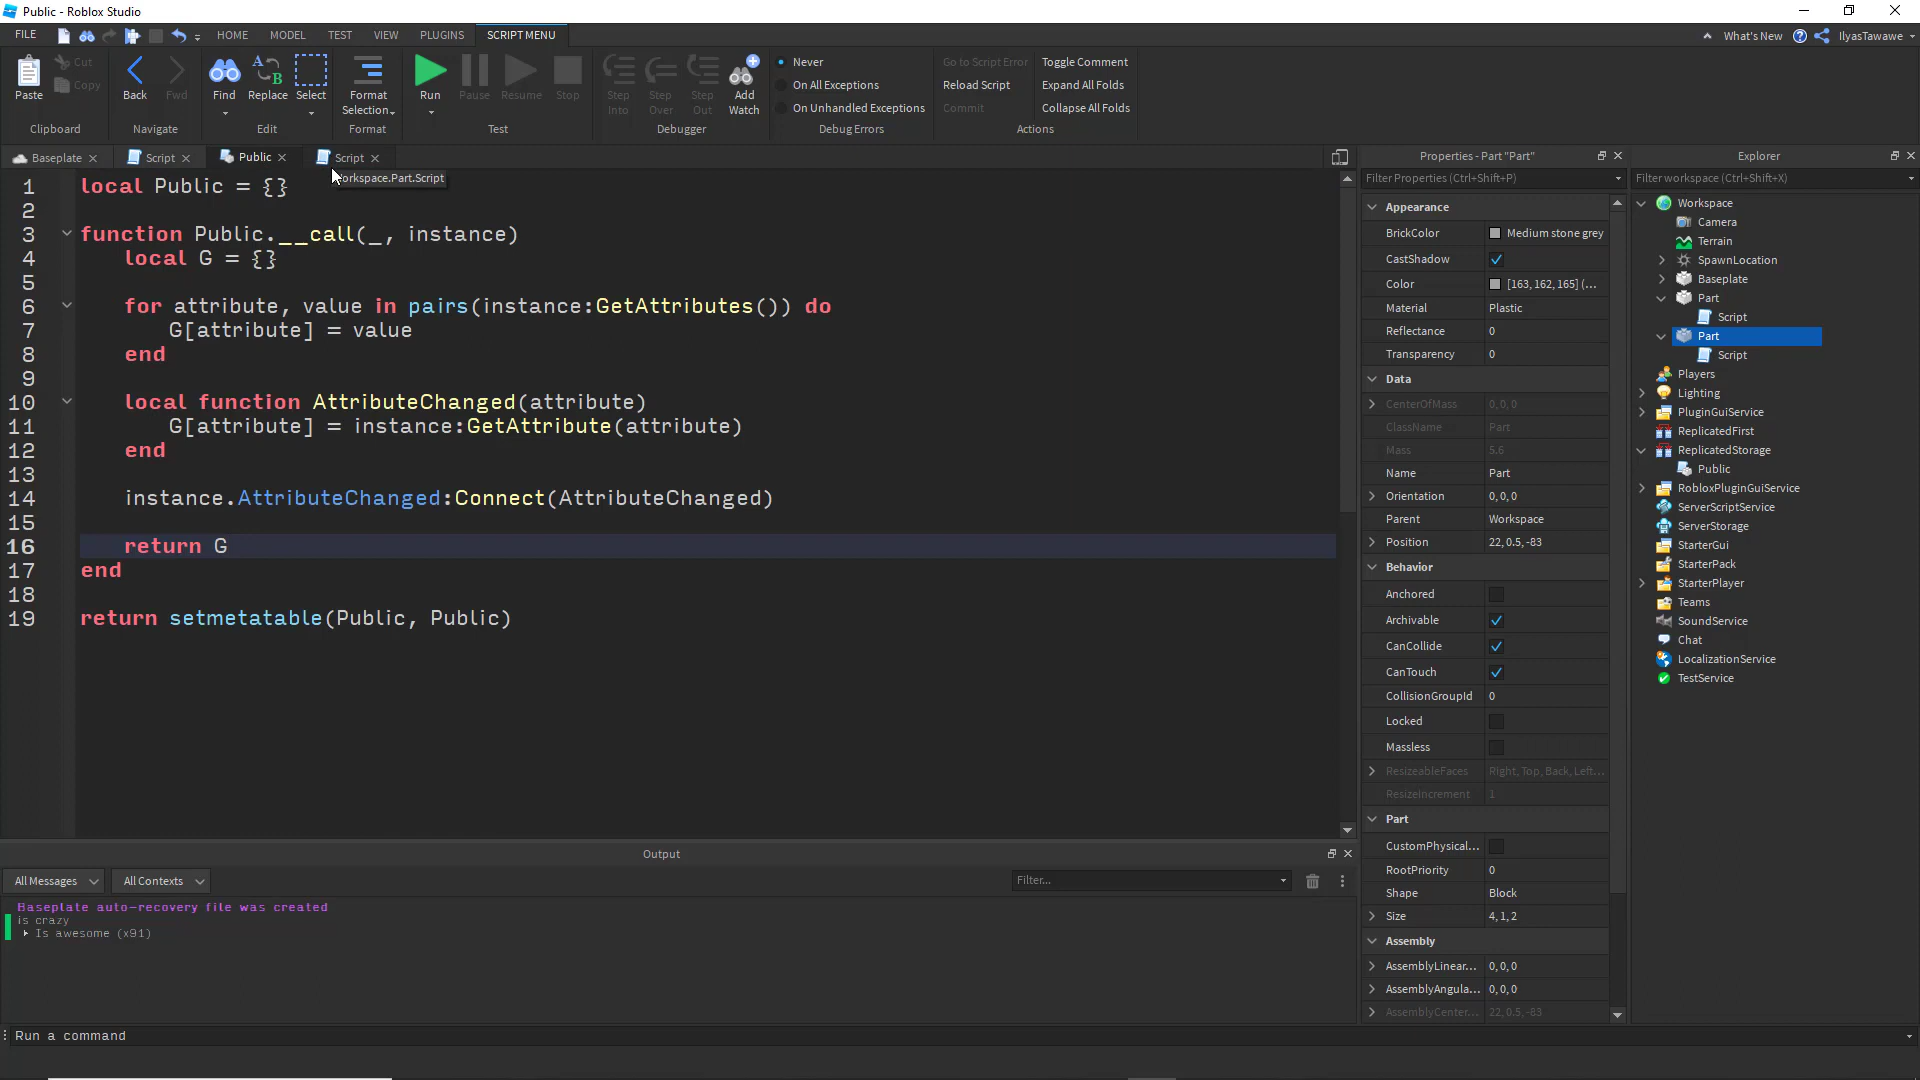 Public - Roblox Studio
FILE
HOME
MODEL
TEST
VIEW
PLUGINS
SCRIPT MENU
What's New
IlyasTawawe
Paste
Cut
Copy
Clipboard
Back
Fwd
Navigate
Find
Replace
Select
Edit
Format
Selection
Format
Run
Pause
Resume
Stop
Test
Step
Into
Step
Over
Step
Out
Add
Watch
Debugger
Never
On All Exceptions
On Unhandled Exceptions
Debug Errors
Go to Script Error
Reload Script
Commit
Toggle Comment
Expand All Folds
Collapse All Folds
Actions
Baseplate
Script
Public
Script
orkspace.Part.Script
1 local Public = {}
2
3 function Public.__call(_, instance)
4 local G = {}
5
6 for attribute, value in pairs(instance:GetAttributes()) do
7 G[attribute] = value
8 end
9
10 local function AttributeChanged(attribute)
11 G[attribute] = instance:GetAttribute(attribute)
12 end
13
14 instance.AttributeChanged:Connect(AttributeChanged)
15
16 return G
17 end
18
19 return setmetatable(Public, Public)
Output
All Messages
All Contexts
Filter...
Baseplate auto-recovery file was created
is crazy
Is awesome (x91)
Run a command
Properties - Part "Part"
Filter Properties (Ctrl+Shift+P)
Appearance
BrickColor Medium stone grey
CastShadow
Color [163, 162, 165] (...
Material Plastic
Reflectance 0
Transparency 0
Data
CenterOfMass 0, 0, 0
ClassName Part
Mass 5.6
Name Part
Orientation 0, 0, 0
Parent Workspace
Position 22, 0.5, -83
Behavior
Anchored
Archivable
CanCollide
CanTouch
CollisionGroupId 0
Locked
Massless
ResizeableFaces Right, Top, Back, Left...
ResizeIncrement 1
Part
CustomPhysical...
RootPriority 0
Shape Block
Size 4, 1, 2
Assembly
AssemblyLinear... 0, 0, 0
AssemblyAngula... 0, 0, 0
AssemblyCenter... 22, 0.5, -83
Explorer
Filter workspace (Ctrl+Shift+X)
Workspace
Camera
Terrain
SpawnLocation
Baseplate
Part
Script
Part
Script
Players
Lighting
PluginGuiService
ReplicatedFirst
ReplicatedStorage
Public
RobloxPluginGuiService
ServerScriptService
ServerStorage
StarterGui
StarterPack
StarterPlayer
Teams
SoundService
Chat
LocalizationService
TestService